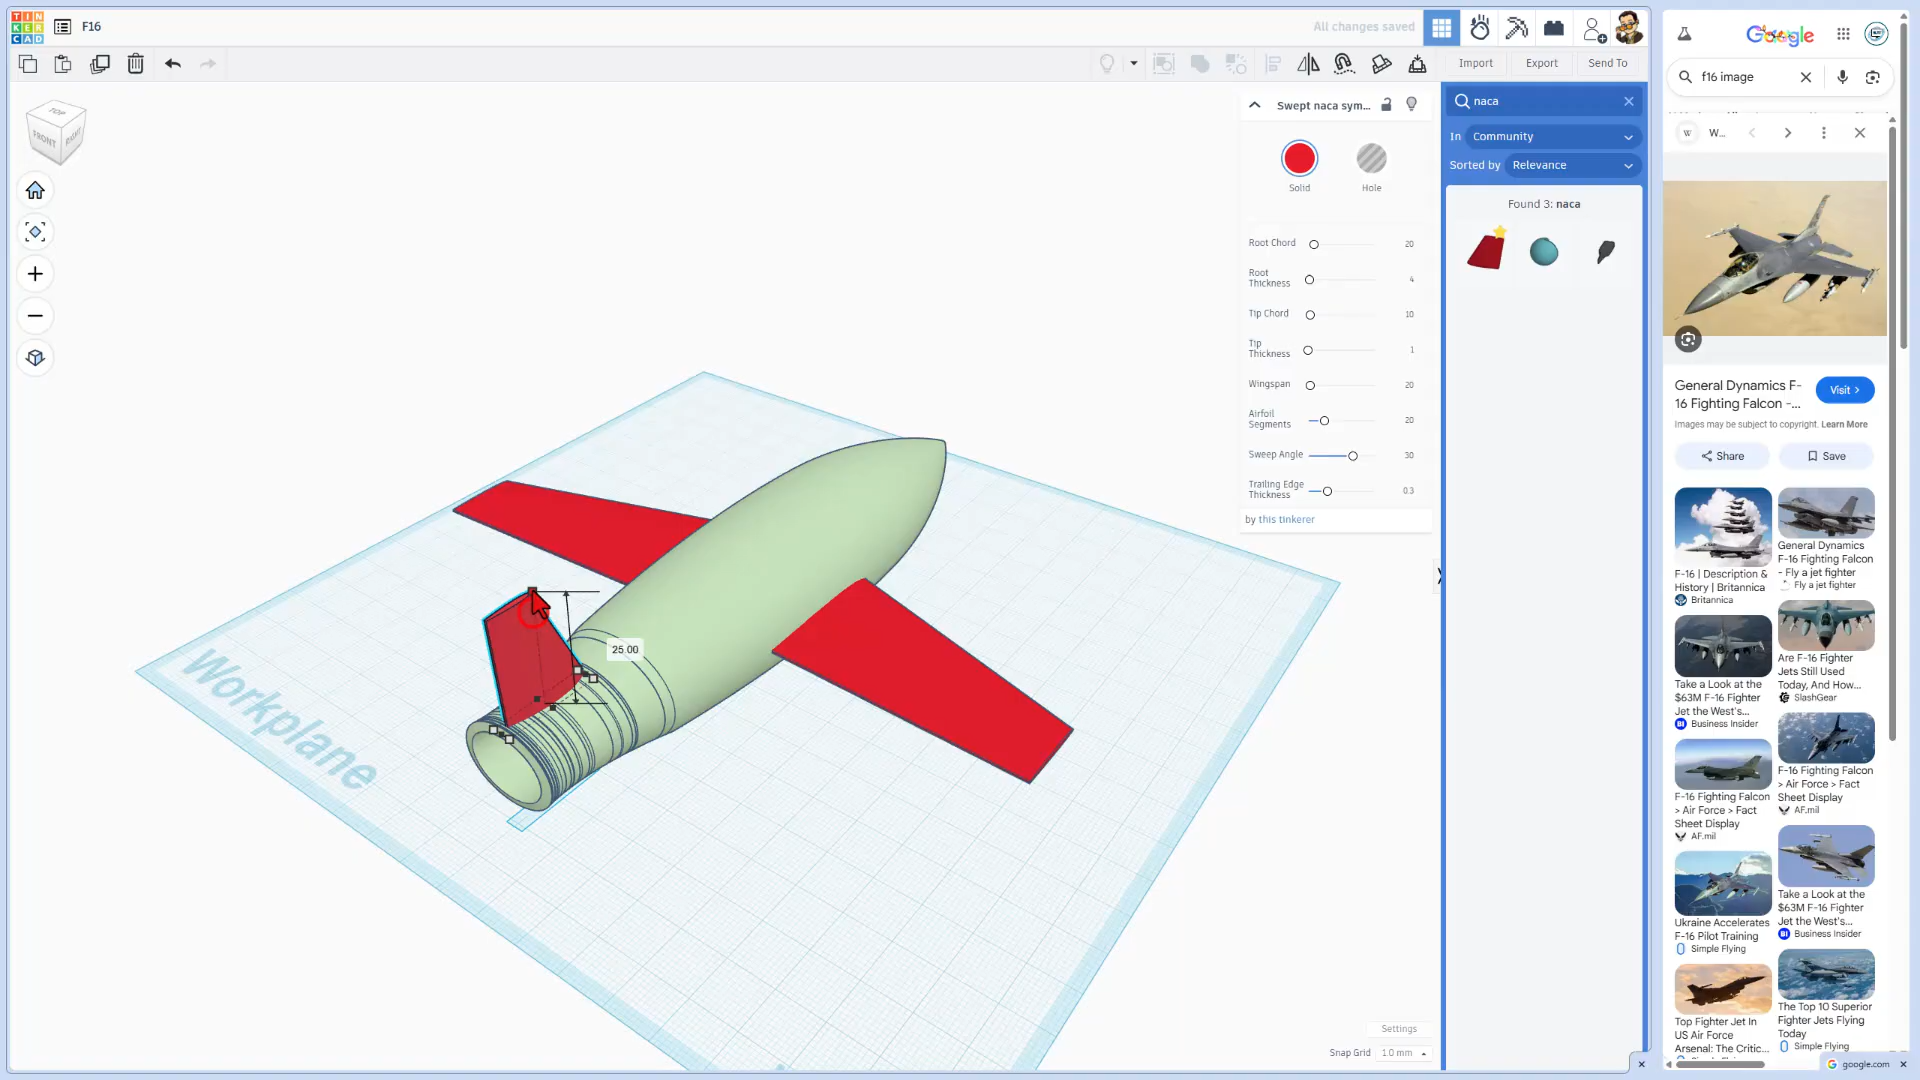 TIN
KER
CAD
F16
All changes saved
Import
Export
Send To
TOP
FRONT
RIGHT
Swept naca sym...
Solid
Hole
Root Chord 20
Root
Thickness 4
Tip Chord 10
Tip
Thickness 1
Wingspan 20
Airfoil
Segments 20
Sweep Angle 30
Trailing Edge
Thickness 0.3
by this tinkerer
25.00
Workplane
Settings
Snap Grid 1.0 mm
naca
In Community
Sorted by Relevance
Found 3: naca
Google
f16 image
W W...
General Dynamics F-
16 Fighting Falcon -...
Visit
Images may be subject to copyright. Learn More
Share
Save
F-16 | Description &
History | Britannica
Britannica
General Dynamics
F-16 Fighting Falcon
- Fly a jet fighter
Fly a jet fighter
Take a Look at the
$63M F-16 Fighter
Jet the West's...
Business Insider
Are F-16 Fighter
Jets Still Used
Today, And How...
SlashGear
F-16 Fighting Falcon
> Air Force > Fact
Sheet Display
AF.mil
F-16 Fighting Falcon
> Air Force > Fact
Sheet Display
AF.mil
Ukraine Accelerates
F-16 Pilot Training
Simple Flying
Take a Look at the
$63M F-16 Fighter
Jet the West's...
Business Insider
Top Fighter Jet In
US Air Force
Arsenal: The Critic...
The Top 10 Superior
Fighter Jets Flying
Today
Simple Flying
google.com